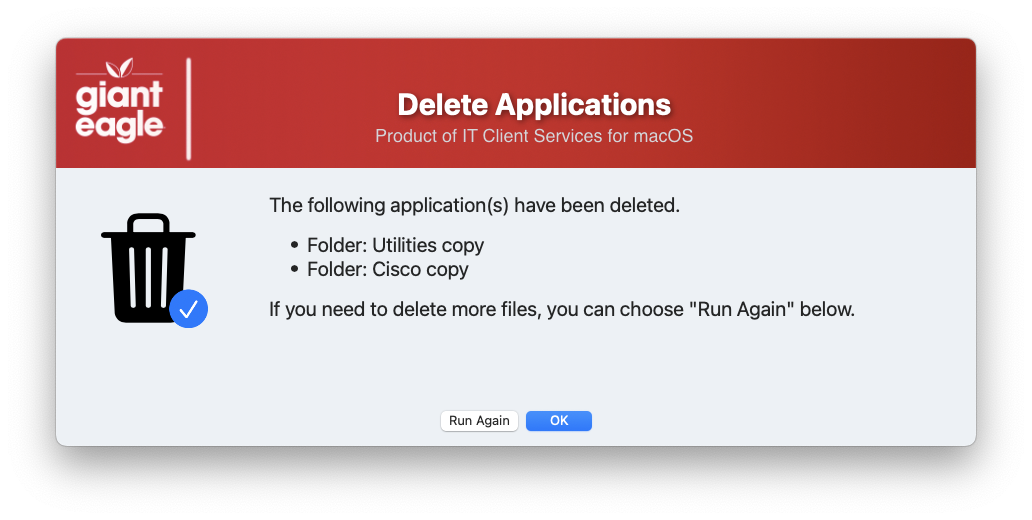 giant
eagle
Delete Applications
Product of IT Client Services for macOS
The following application(s) have been deleted.
• Folder: Utilities copy
• Folder: Cisco copy
If you need to delete more files, you can choose "Run Again" below.
Run Again
OK